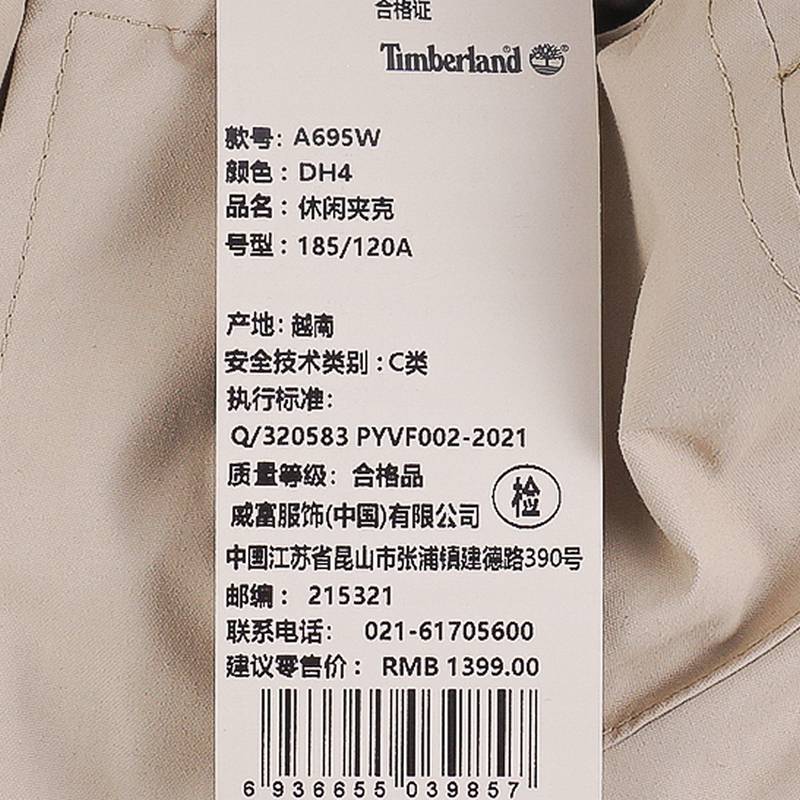 合格证
Timberland®
款号: A695W
颜色: DH4
品名: 休闲夹克
号型: 185/120A
产地: 越南
安全技术类别: C类
执行标准:
Q/320583 PYVF002-2021
质量等级: 合格品
检
威富服饰(中国)有限公司
中国江苏省昆山市张浦镇建德路390号
邮编: 215321
联系电话: 021-61705600
建议零售价: RMB 1399.00
6 936655 039857